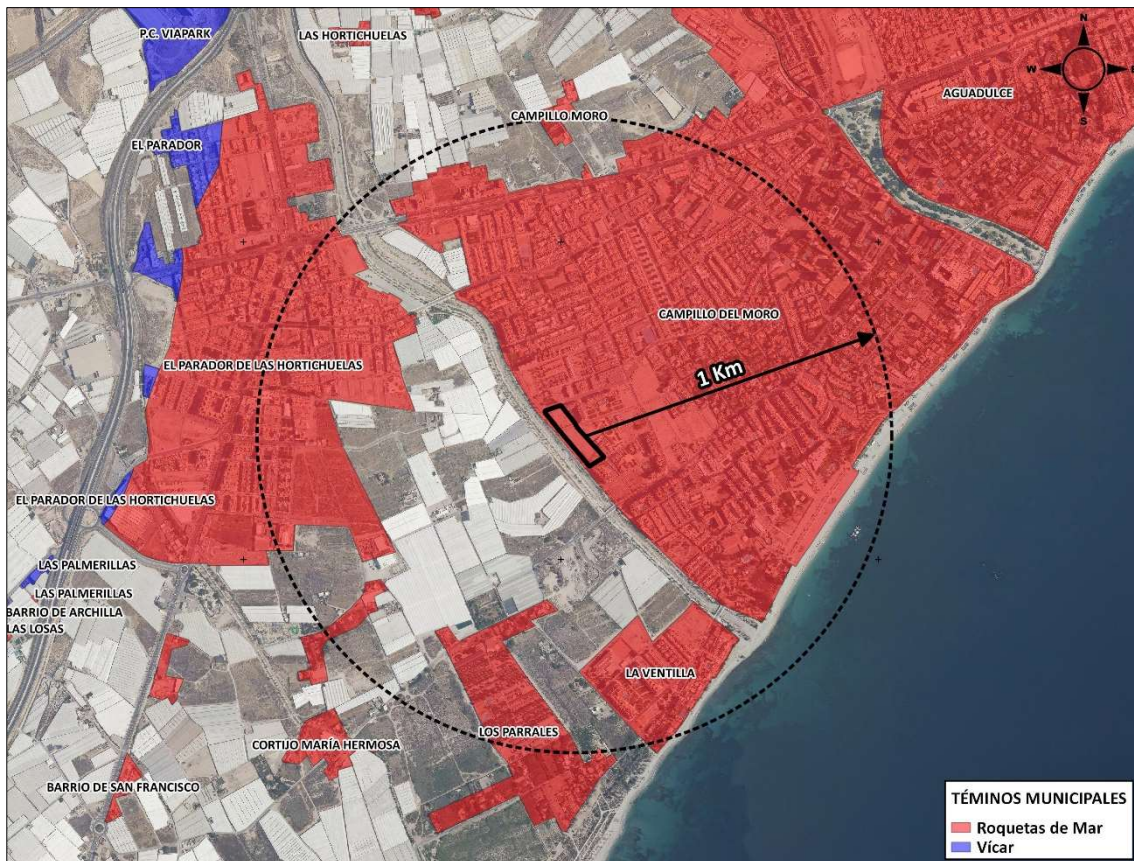 P.C. VIAPARK
LAS HORTICHUELAS
N
W
S
AGUADULCE
CAMPILLO MORO
EL PARADOR
CAMPILLO DEL MORO
EL PARADOR DE LAS HORTICHUELAS
1 Km
EL PARADOR DE LAS HORTICHUELAS
LAS PALMERILLAS
LAS PALMERILLAS
BARRIO DE ARCHILLA
LAS LOSAS
LA VENTILLA
LOS PARRALES
CORTIJO MARÍA HERMOSA
BARRIO DE SAN FRANCISCO
TÉMINOS MUNICIPALES
Roquetas de Mar
Vícar